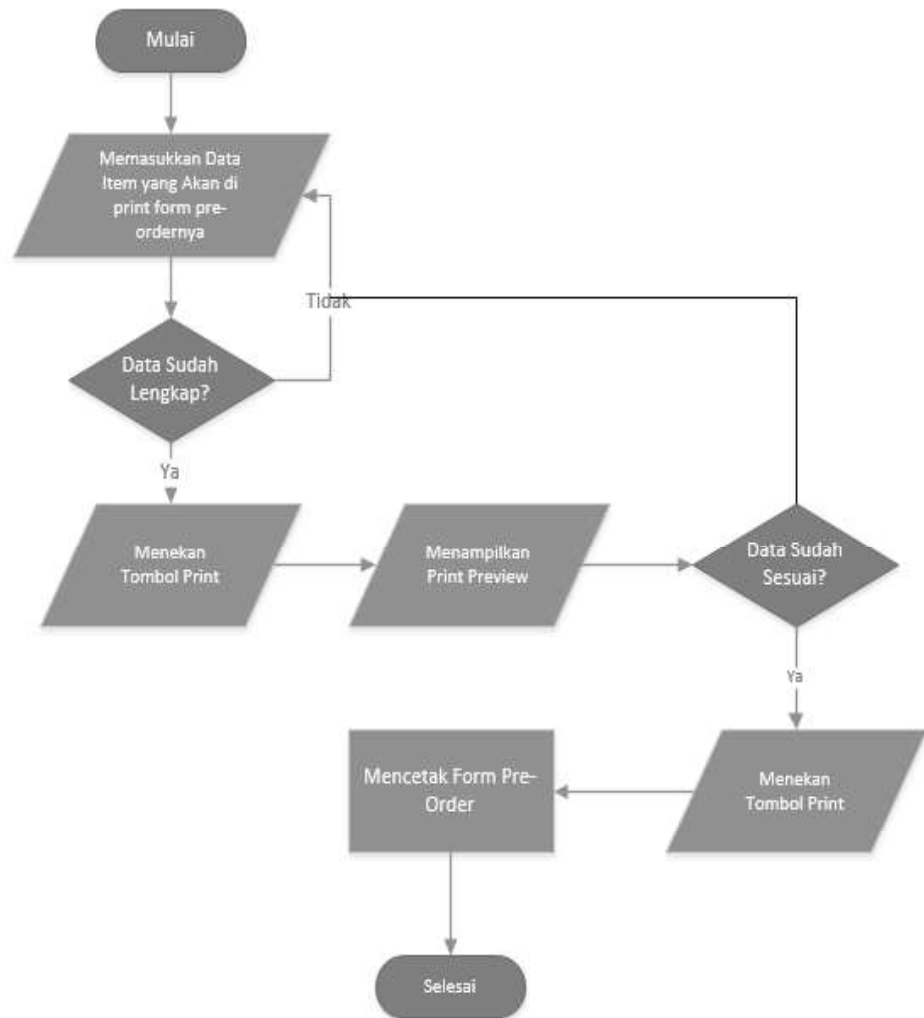 Mulai
Memasukkan Data
Item yang Akan di
print form pre-
ordernya
Tidak
Data Sudah
Lengkap?
Ya
Menekan
Tombol Print
Menampilkan
Print Preview
Data Sudah
Sesuai?
Ya
Mencetak Form Pre-
Order
Menekan
Tombol Print
Selesai